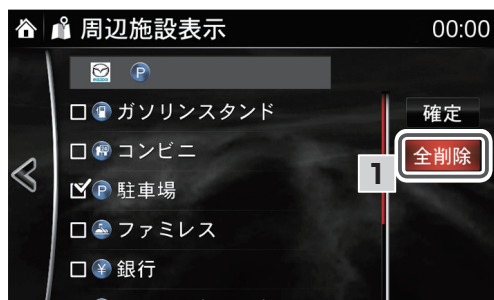 周辺施設表示 00:00
P
ガソリンスタンド
確定
コンビニ
全削除
1
P 駐車場
ファミレス
¥ 銀行